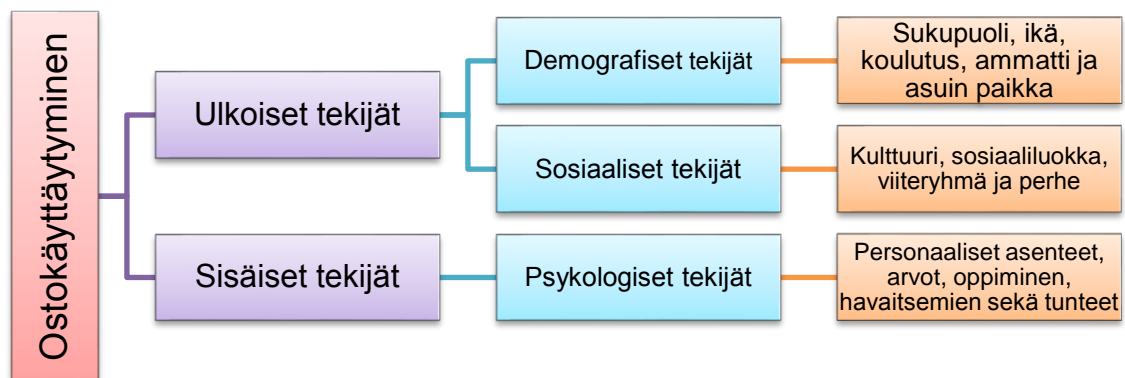 Ostokäyttäytyminen
Ulkoiset tekijät
Demografiset tekijät
Sukupuoli, ikä,
koulutus, ammatti ja
asuin paikka
Sosiaaliset tekijät
Kulttuuri, sosiaaliluokka,
viiteryhmä ja perhe
Sisäiset tekijät
Psykologiset tekijät
Personaaliset asenteet,
arvot, oppiminen,
havaitsemien sekä tunteet